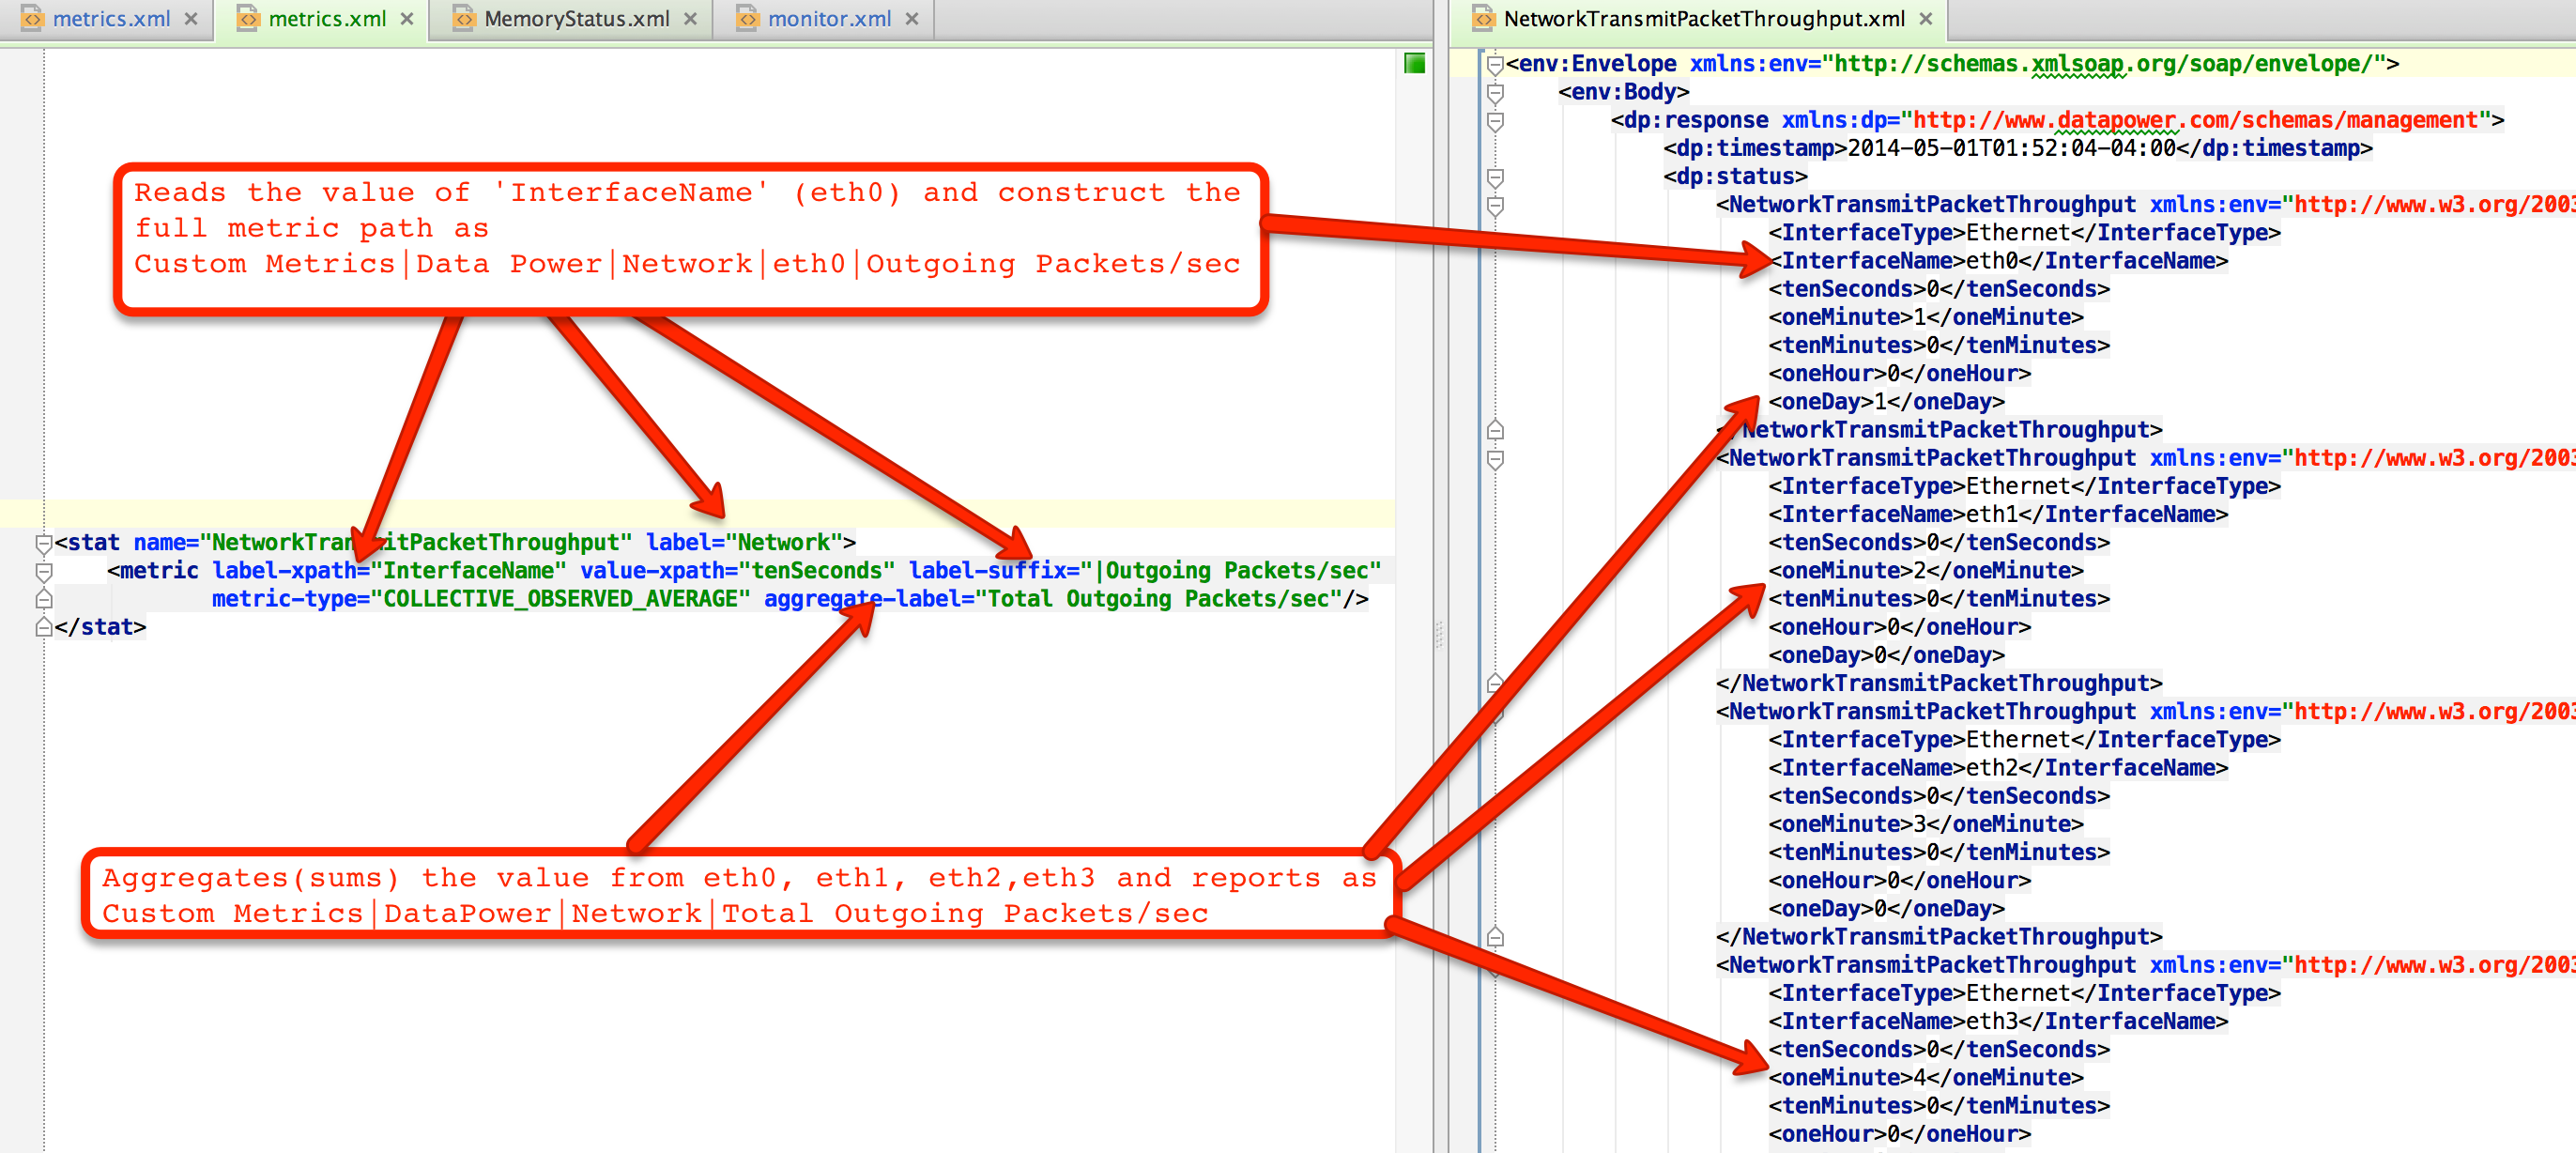 metrics.xml
metrics.xml
MemoryStatus.xml
monitor.xml
Reads the value of 'InterfaceName' (eth0) and construct the
full metric path as
Custom Metrics|Data Power|Network|eth0|Outgoing Packets/sec
<stat name="NetworkTransmitPacketThroughput" label="Network">
<metric label-xpath="InterfaceName" value-xpath="tenSeconds" label-suffix="|Outgoing Packets/sec"
metric-type="COLLECTIVE_OBSERVED_AVERAGE" aggregate-label="Total Outgoing Packets/sec"/>
</stat>
Aggregates(sums) the value from eth0, eth1, eth2,eth3 and reports as
Custom Metrics|DataPower|Network|Total Outgoing Packets/sec
NetworkTransmitPacketThroughput.xml
<env:Envelope xmlns:env="http://schemas.xmlsoap.org/soap/envelope/">
<env:Body>
<dp:response xmlns:dp="http://www.datapower.com/schemas/management">
<dp:timestamp>2014-05-01T01:52:04-04:00</dp:timestamp>
<dp:status>
<NetworkTransmitPacketThroughput xmlns:env="http://www.w3.org/2003
<InterfaceType>Ethernet</InterfaceType>
<InterfaceName>eth0</InterfaceName>
<tenSeconds>0</tenSeconds>
<oneMinute>1</oneMinute>
<tenMinutes>0</tenMinutes>
<oneHour>0</oneHour>
<oneDay>1</oneDay>
</NetworkTransmitPacketThroughput>
<NetworkTransmitPacketThroughput xmlns:env="http://www.w3.org/2003
<InterfaceType>Ethernet</InterfaceType>
<InterfaceName>eth1</InterfaceName>
<tenSeconds>0</tenSeconds>
<oneMinute>2</oneMinute>
<tenMinutes>0</tenMinutes>
<oneHour>0</oneHour>
<oneDay>0</oneDay>
</NetworkTransmitPacketThroughput>
<NetworkTransmitPacketThroughput xmlns:env="http://www.w3.org/2003
<InterfaceType>Ethernet</InterfaceType>
<InterfaceName>eth2</InterfaceName>
<tenSeconds>0</tenSeconds>
<oneMinute>3</oneMinute>
<tenMinutes>0</tenMinutes>
<oneHour>0</oneHour>
<oneDay>0</oneDay>
</NetworkTransmitPacketThroughput>
<NetworkTransmitPacketThroughput xmlns:env="http://www.w3.org/2003
<InterfaceType>Ethernet</InterfaceType>
<InterfaceName>eth3</InterfaceName>
<tenSeconds>0</tenSeconds>
<oneMinute>4</oneMinute>
<tenMinutes>0</tenMinutes>
<oneHour>0</oneHour>